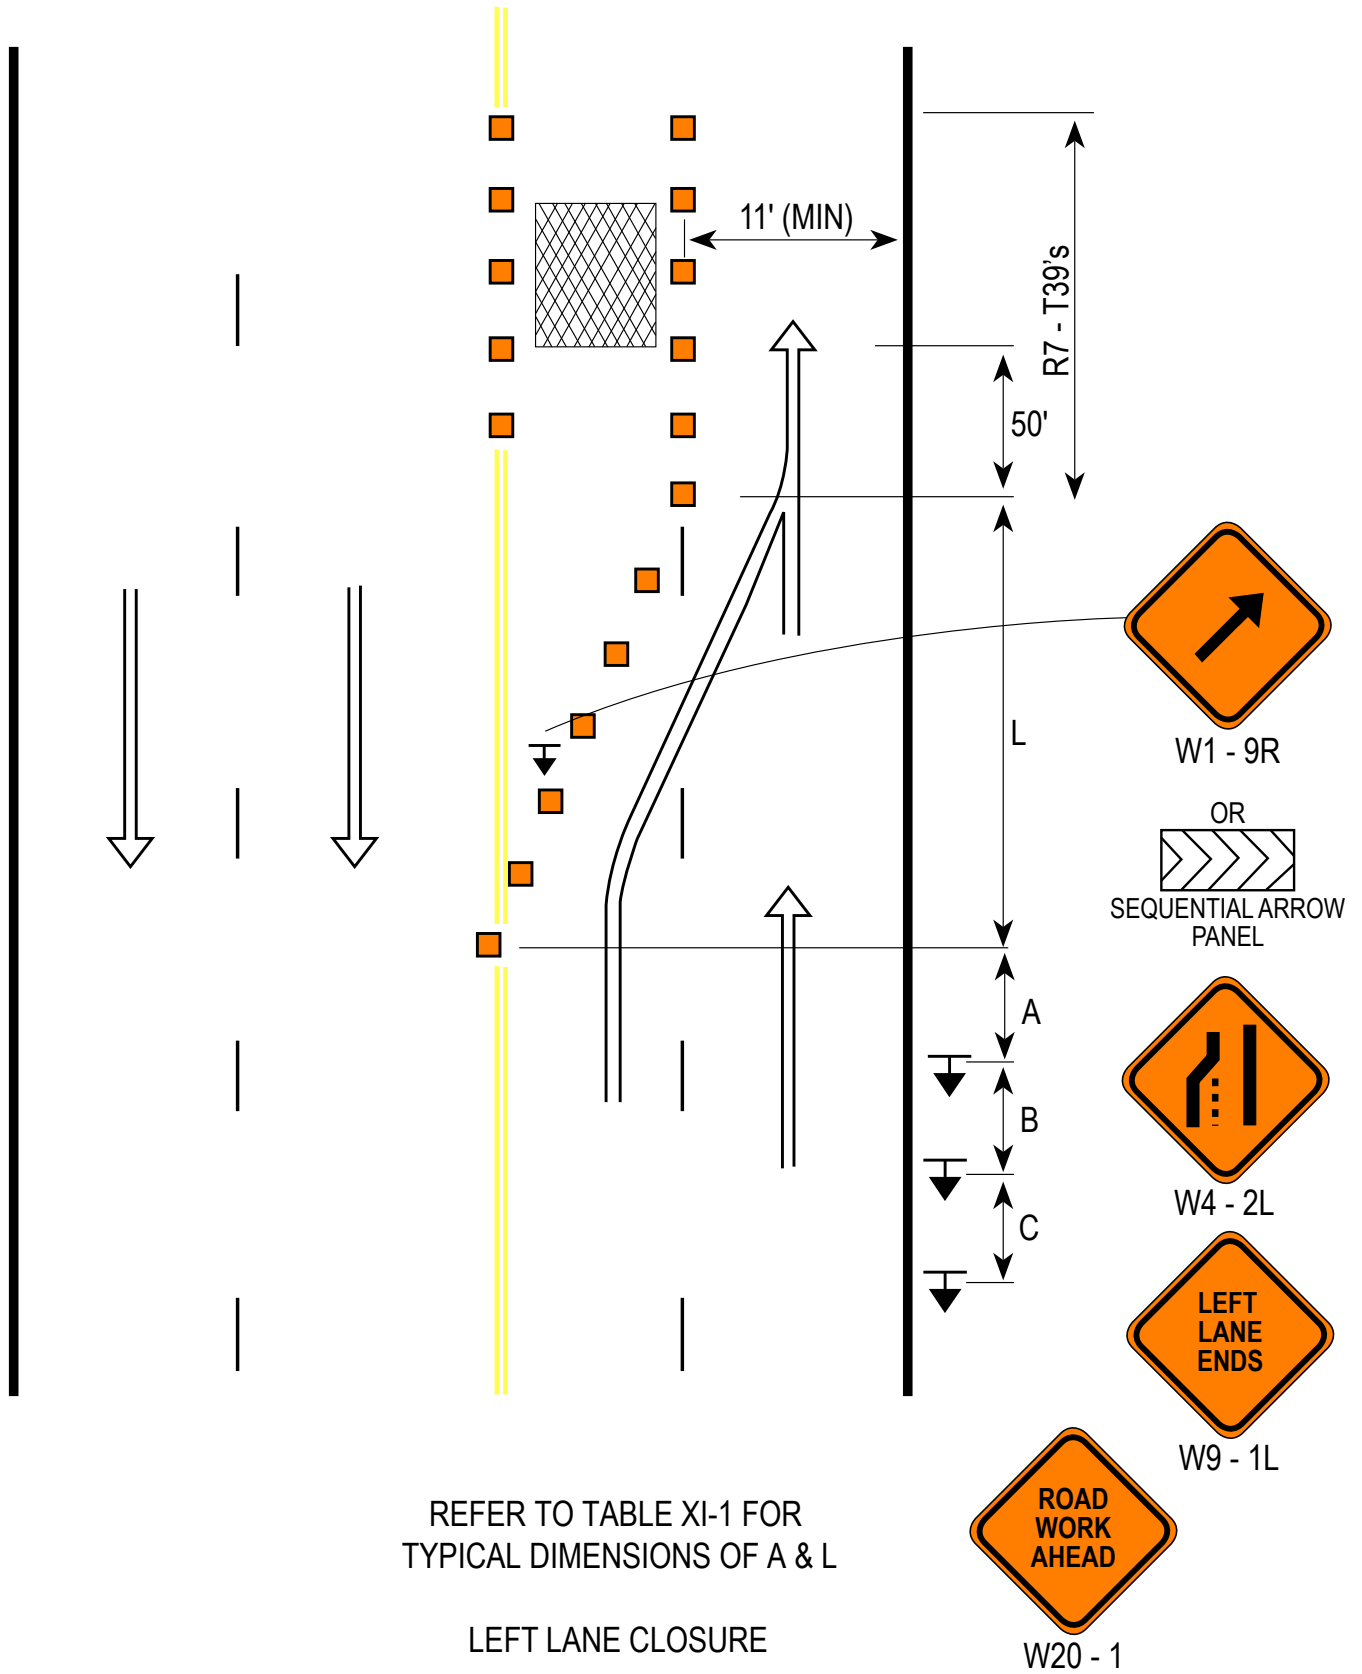 11' (MIN)
R7 - T39's
50'
L
W1 - 9R
OR
SEQUENTIAL ARROW
PANEL
A
B
W4 - 2L
C
LEFT
LANE
ENDS
W9 - 1L
ROAD
WORK
AHEAD
W20 - 1
REFER TO TABLE XI-1 FOR
TYPICAL DIMENSIONS OF A & L
LEFT LANE CLOSURE